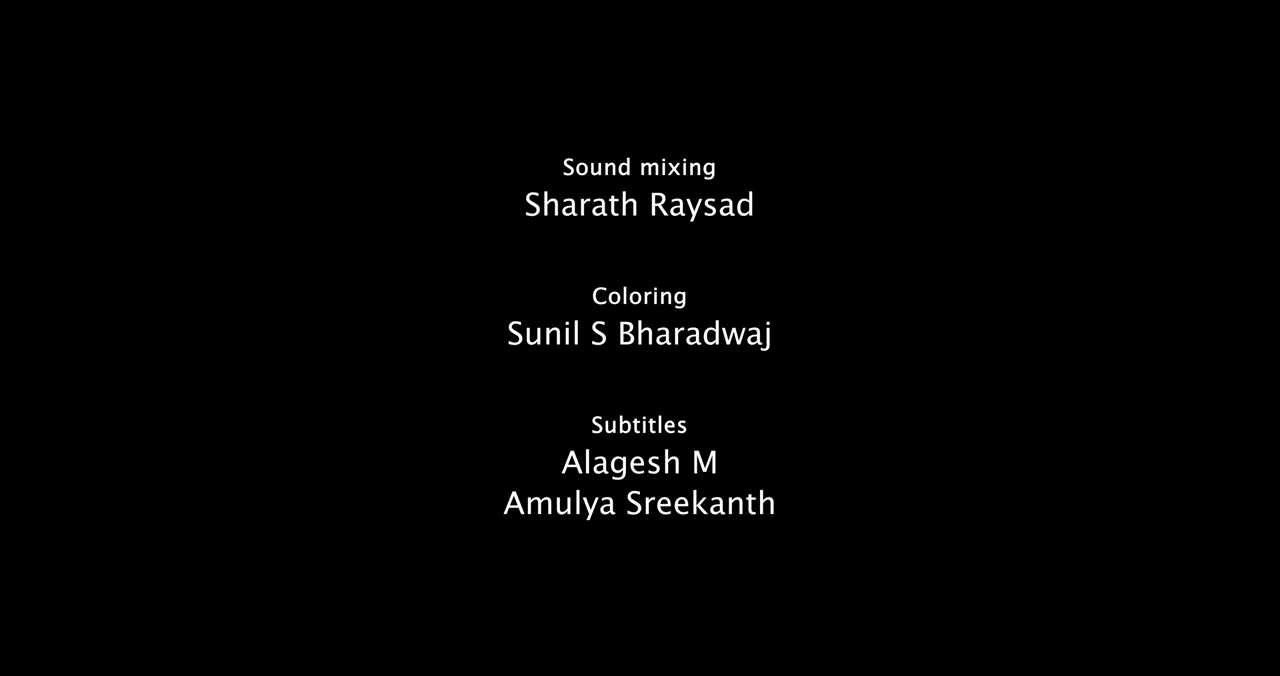 Sound mixing
Sharath Raysad
Coloring
Sunil S Bharadwaj
Subtitles
Alagesh M
Amulya Sreekanth